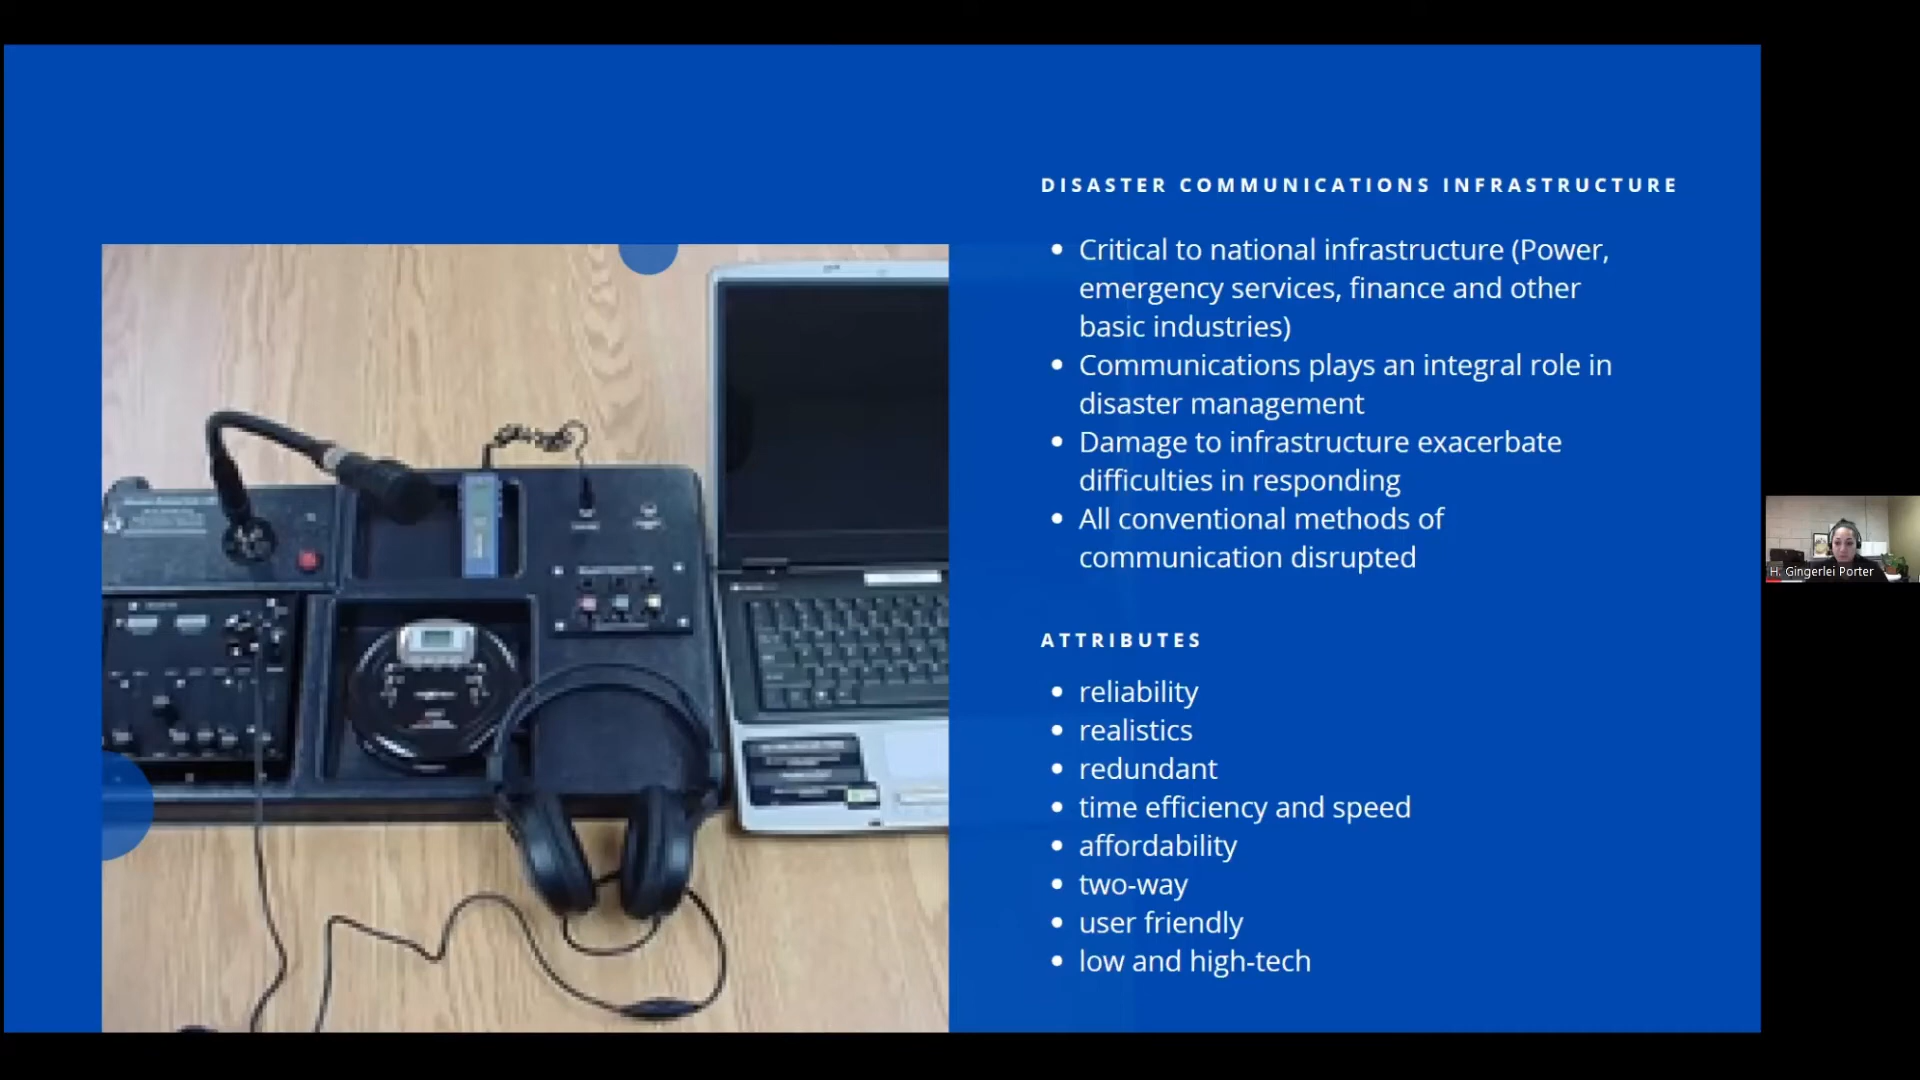 DISASTER COMMUNICATIONS INFRASTRUCTURE
• Critical to national infrastructure (Power,
emergency services, finance and other
basic industries)
• Communications plays an integral role in
disaster management
• Damage to infrastructure exacerbate
difficulties in responding
• All conventional methods of
communication disrupted
ATTRIBUTES
• reliability
• realistics
• redundant
• time efficiency and speed
• affordability
• two-way
• user friendly
• low and high-tech
H. Gingerlei Porter